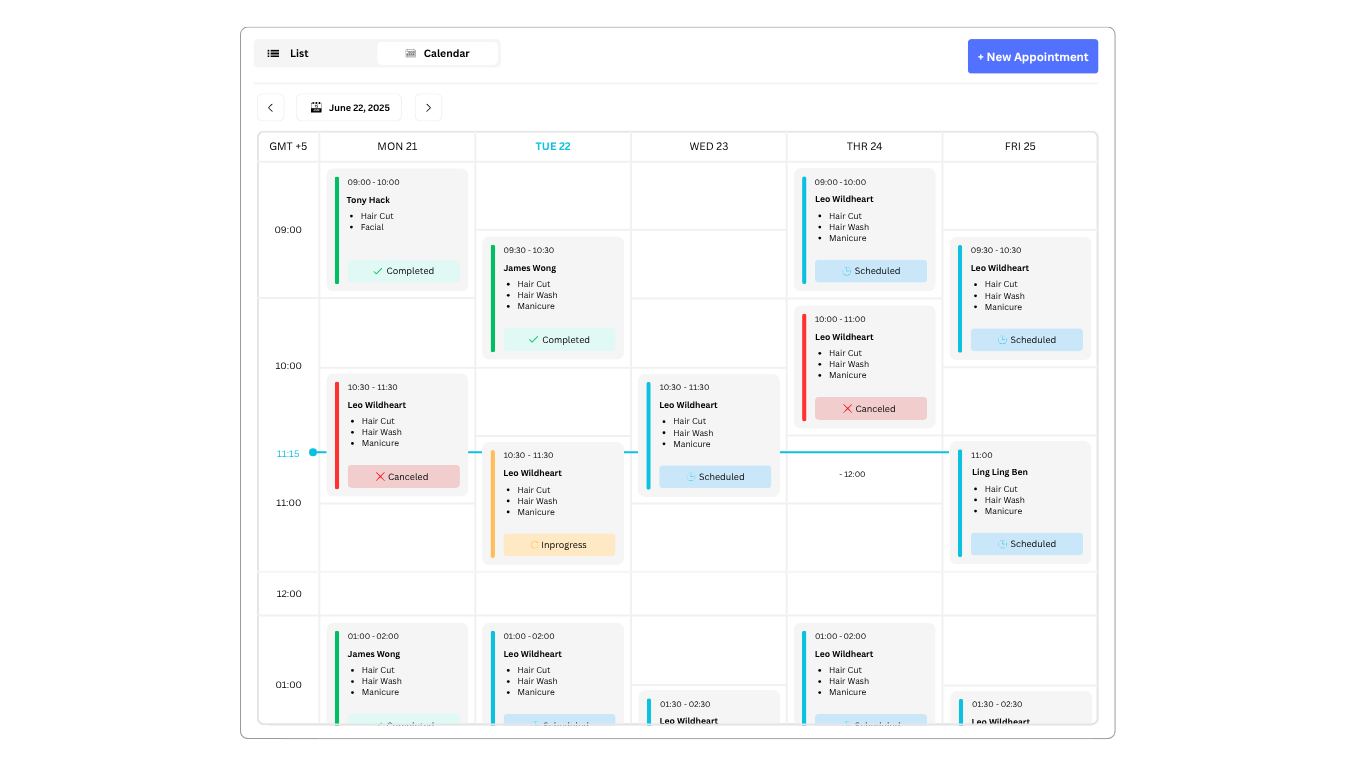 List
Calendar
+ New Appointment
June 22, 2025
GMT +5
MON 21
TUE 22
WED 23
THR 24
FRI 25
09:00
10:00
11:15
11:00
12:00
01:00
09:00 - 10:00
Tony Hack
• Hair Cut
• Facial
Completed
10:30 - 11:30
Leo Wildheart
• Hair Cut
• Hair Wash
• Manicure
Canceled
01:00 - 02:00
James Wong
• Hair Cut
• Hair Wash
• Manicure
09:30 - 10:30
James Wong
• Hair Cut
• Hair Wash
• Manicure
Completed
10:30 - 11:30
Leo Wildheart
• Hair Cut
• Hair Wash
• Manicure
Inprogress
01:00 - 02:00
Leo Wildheart
• Hair Cut
• Hair Wash
• Manicure
10:30 - 11:30
Leo Wildheart
• Hair Cut
• Hair Wash
• Manicure
Scheduled
01:30 - 02:30
Leo Wildheart
09:00 - 10:00
Leo Wildheart
• Hair Cut
• Hair Wash
• Manicure
Scheduled
10:00 - 11:00
Leo Wildheart
• Hair Cut
• Hair Wash
• Manicure
Canceled
- 12:00
01:00 - 02:00
Leo Wildheart
• Hair Cut
• Hair Wash
• Manicure
09:30 - 10:30
Leo Wildheart
• Hair Cut
• Hair Wash
• Manicure
Scheduled
11:00
Ling Ling Ben
• Hair Cut
• Hair Wash
• Manicure
Scheduled
01:30 - 02:30
Leo Wildheart